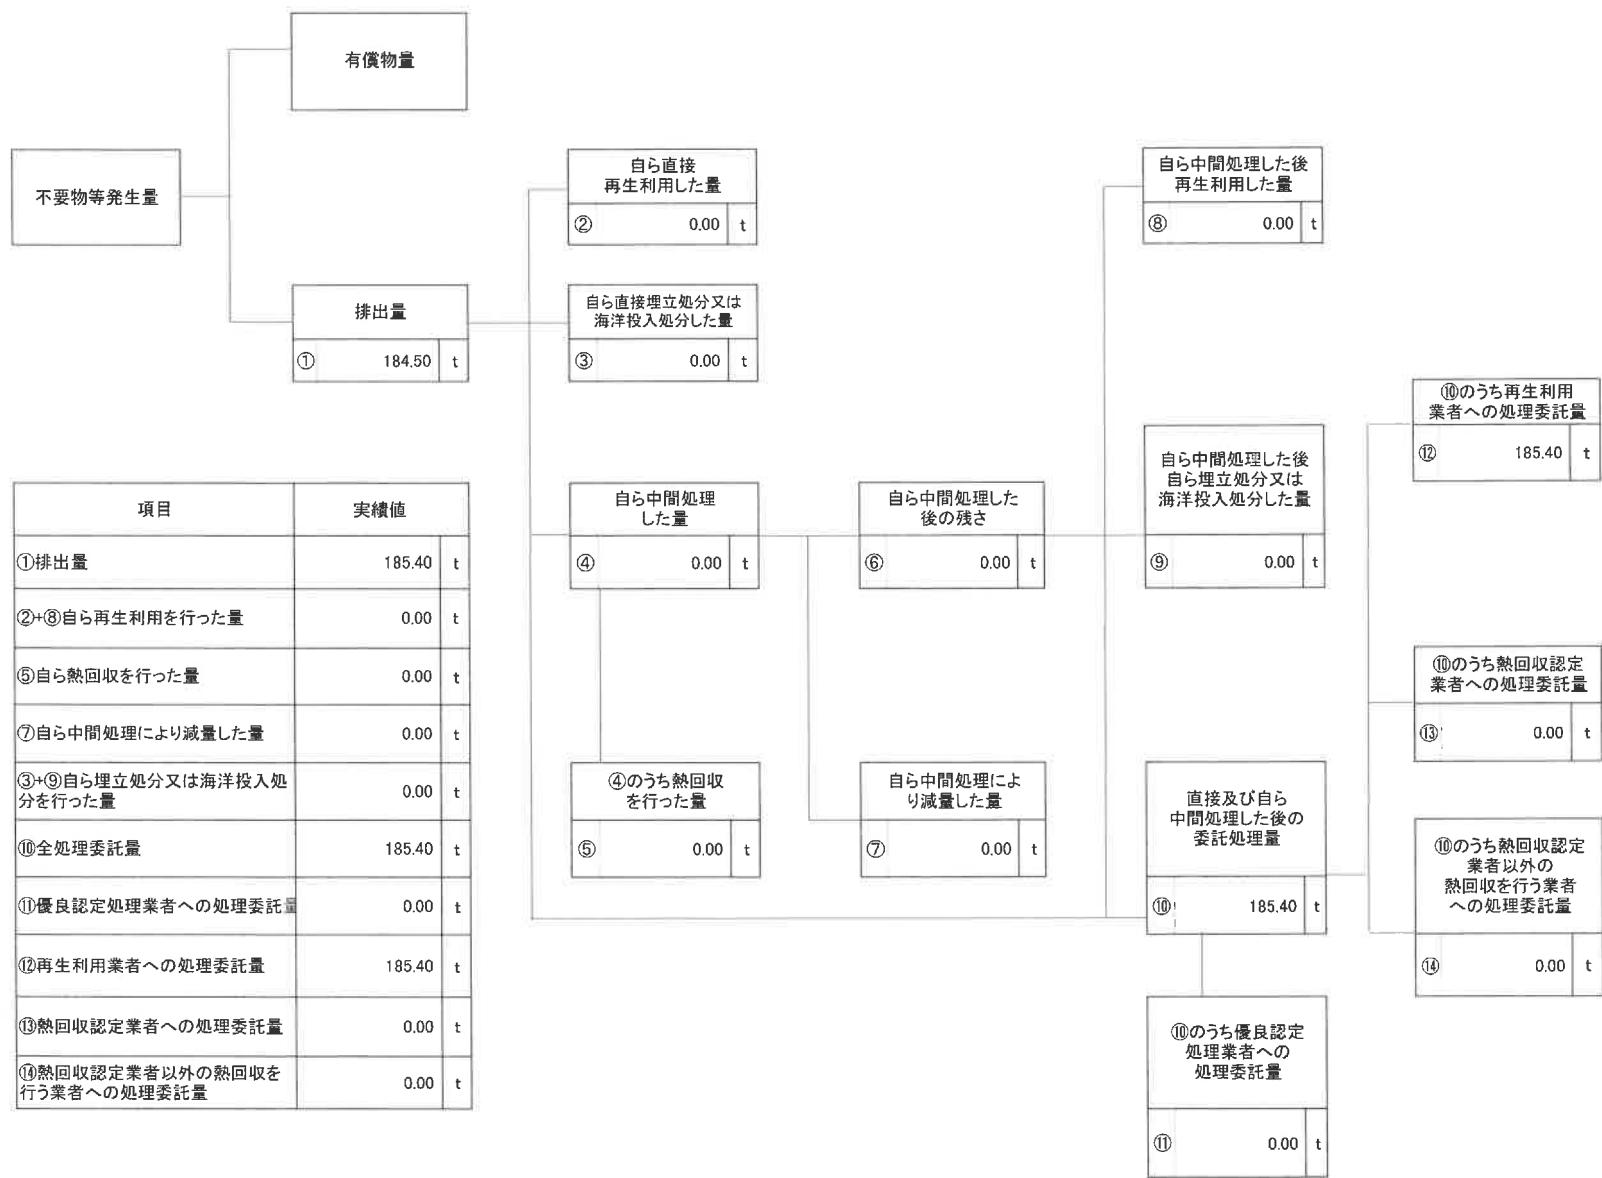 有償物量
不要物等発生量
排出量
① 184.50 t
自ら直接
再生利用した量
② 0.00 t
自ら直接埋立処分又は
海洋投入処分した量
③ 0.00 t
自ら中間処理した後
再生利用した量
⑧ 0.00 t
項目 実績値
①排出量 185.40 t
②+⑧自ら再生利用を行った量 0.00 t
⑤自ら熱回収を行った量 0.00 t
⑦自ら中間処理により減量した量 0.00 t
③+⑨自ら埋立処分又は海洋投入処
分を行った量 0.00 t
⑩全処理委託量 185.40 t
⑪優良認定処理業者への処理委託量 0.00 t
⑫再生利用業者への処理委託量 185.40 t
⑬熱回収認定業者への処理委託量 0.00 t
⑭熱回収認定業者以外の熱回収を
行う業者への処理委託量 0.00 t
自ら中間処理
した量
④ 0.00 t
④のうち熱回収
を行った量
⑤ 0.00 t
自ら中間処理した
後の残さ
⑥ 0.00 t
自ら中間処理によ
り減量した量
⑦ 0.00 t
自ら中間処理した後
自ら埋立処分又は
海洋投入処分した量
⑨ 0.00 t
直接及び自ら
中間処理した後の
委託処理量
⑩ 185.40 t
⑩のうち優良認定
処理業者への
処理委託量
⑪ 0.00 t
⑩のうち再生利用
業者への処理委託量
⑫ 185.40 t
⑩のうち熱回収認定
業者への処理委託量
⑬ 0.00 t
⑩のうち熱回収認定
業者以外の
熱回収を行う業者
への処理委託量
⑭ 0.00 t